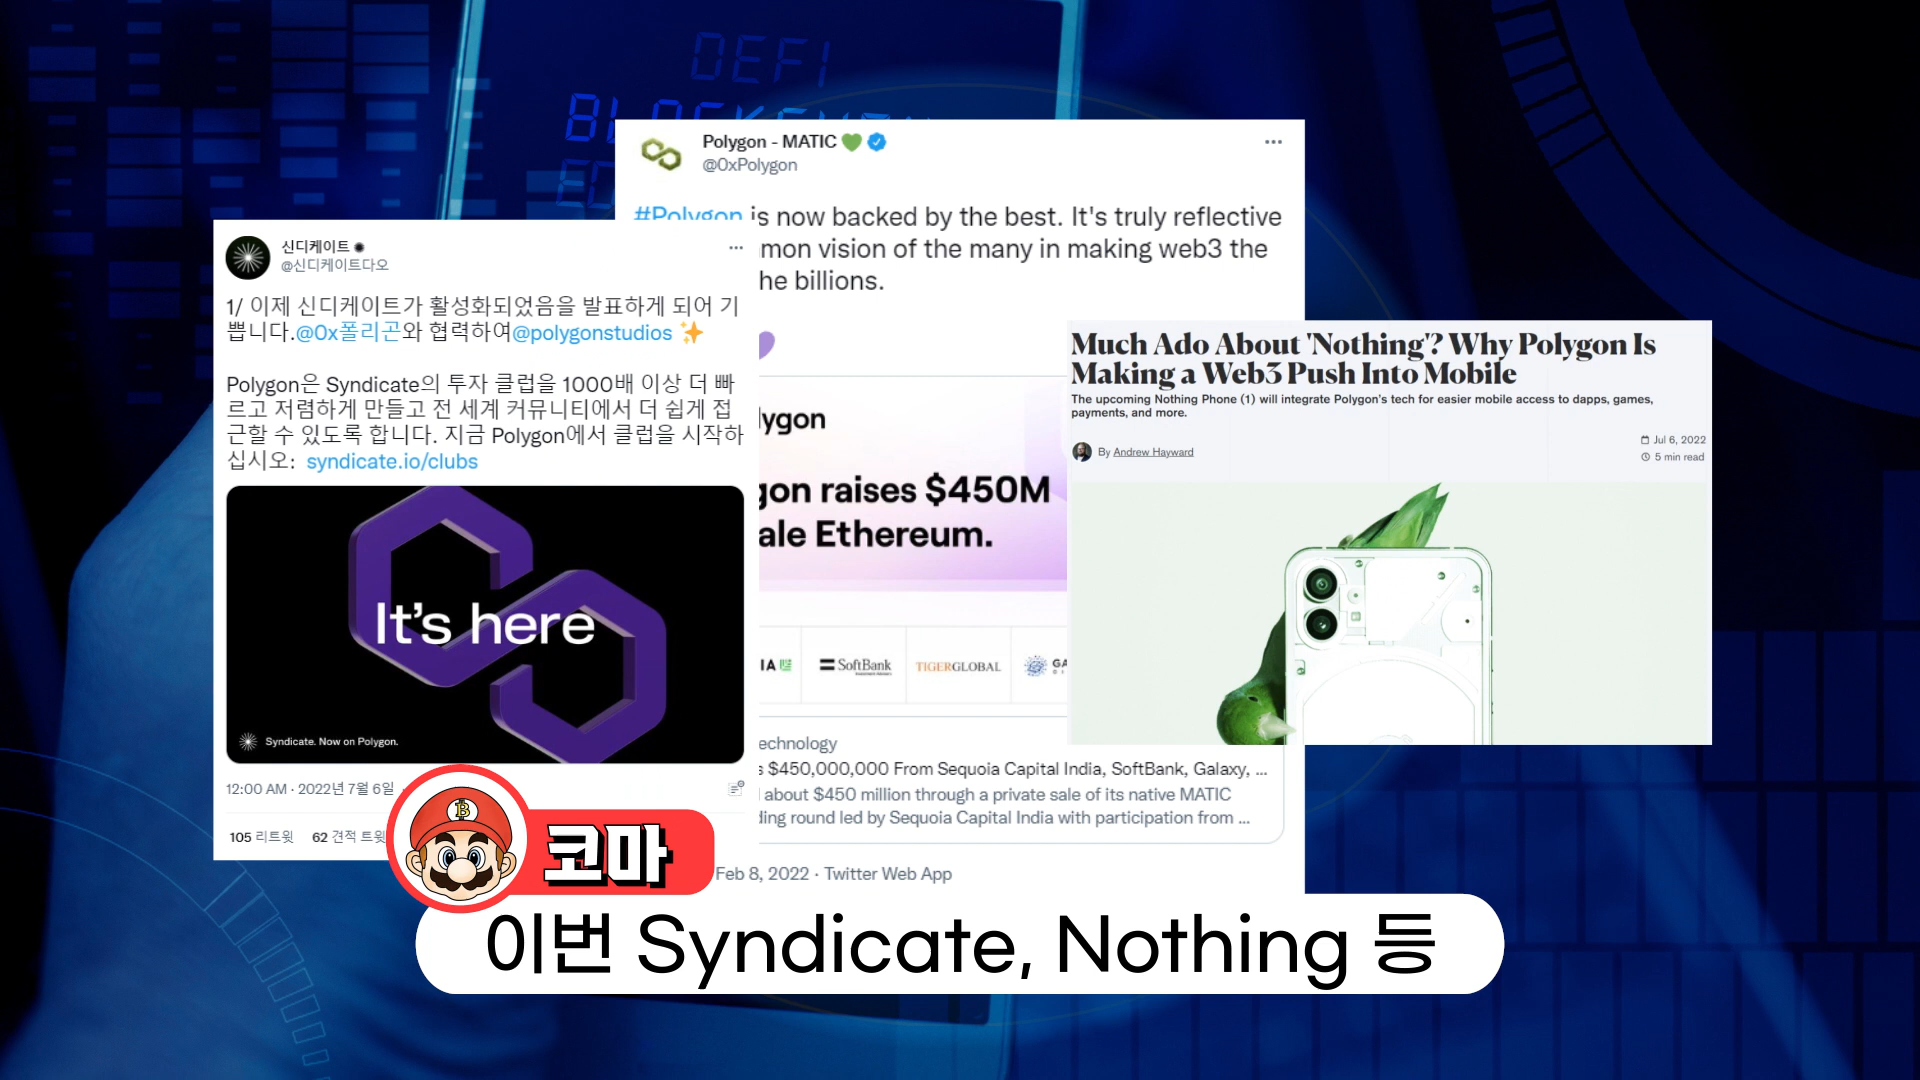 DEFI
Polygon - MATIC
@0xPolygon
#Polygon is now backed by the best. It's truly reflective
mon vision of the many in making web3 the
he billions.
lygon
gon raises $450M
ale Ethereum.
IA
SoftBank
TIGERGLOBAL
GA
echnology
s $450,000,000 From Sequoia Capital India, SoftBank, Galaxy, ...
about $450 million through a private sale of its native MATIC
ding round led by Sequoia Capital India with participation from ...
Feb 8, 2022 · Twitter Web App
신디케이트
@신디케이트다오
1/ 이제 신디케이트가 활성화되었음을 발표하게 되어 기
쁩니다.@0x폴리곤와 협력하여@polygonstudios ✨
Polygon은 Syndicate의 투자 클럽을 1000배 이상 더 빠
르고 저렴하게 만들고 전 세계 커뮤니티에서 더 쉽게 접
근할 수 있도록 합니다. 지금 Polygon에서 클럽을 시작하
십시오: syndicate.io/clubs
It's here
Syndicate. Now on Polygon.
12:00 AM · 2022년 7월 6일
105 리트윗 62 견적 트윗
Much Ado About 'Nothing'? Why Polygon Is
Making a Web3 Push Into Mobile
The upcoming Nothing Phone (1) will integrate Polygon's tech for easier mobile access to dapps, games,
payments, and more.
By Andrew Hayward
Jul 6, 2022
5 min read
코마
이번 Syndicate, Nothing 등